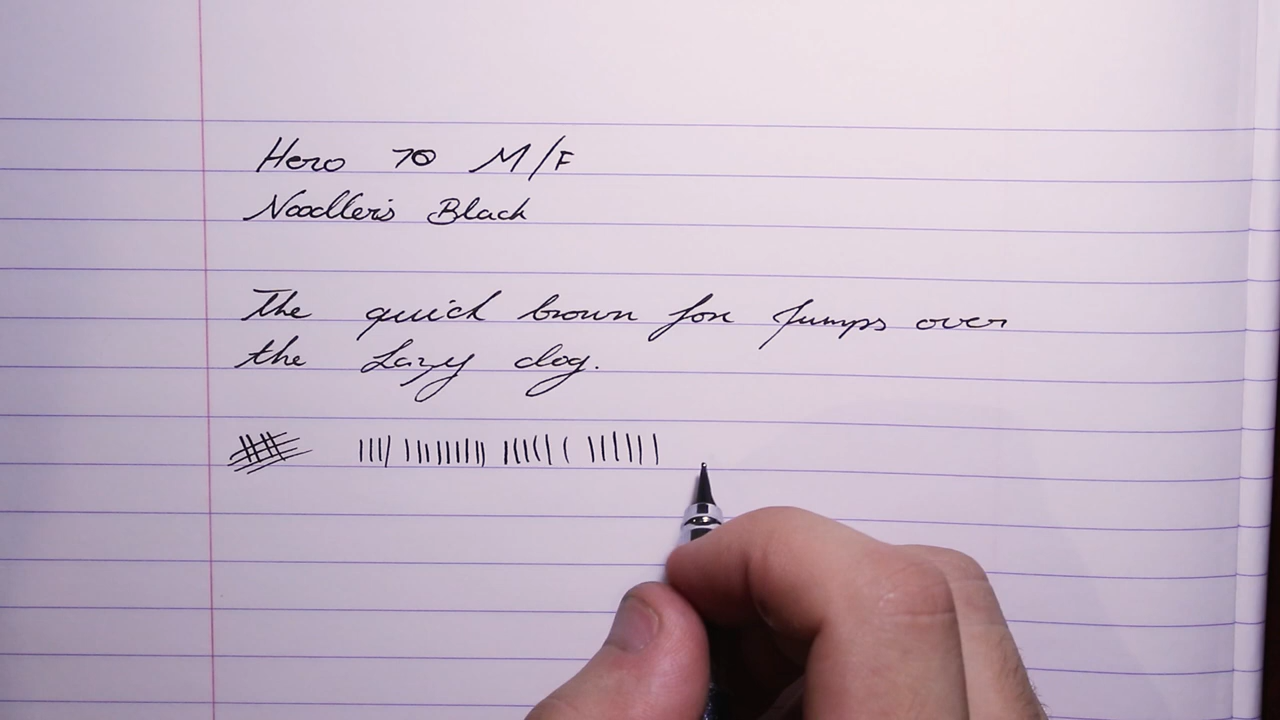 Hero 70 M/F
Noodler's Black
The quick brown fox jumps over
the Lazy dog.